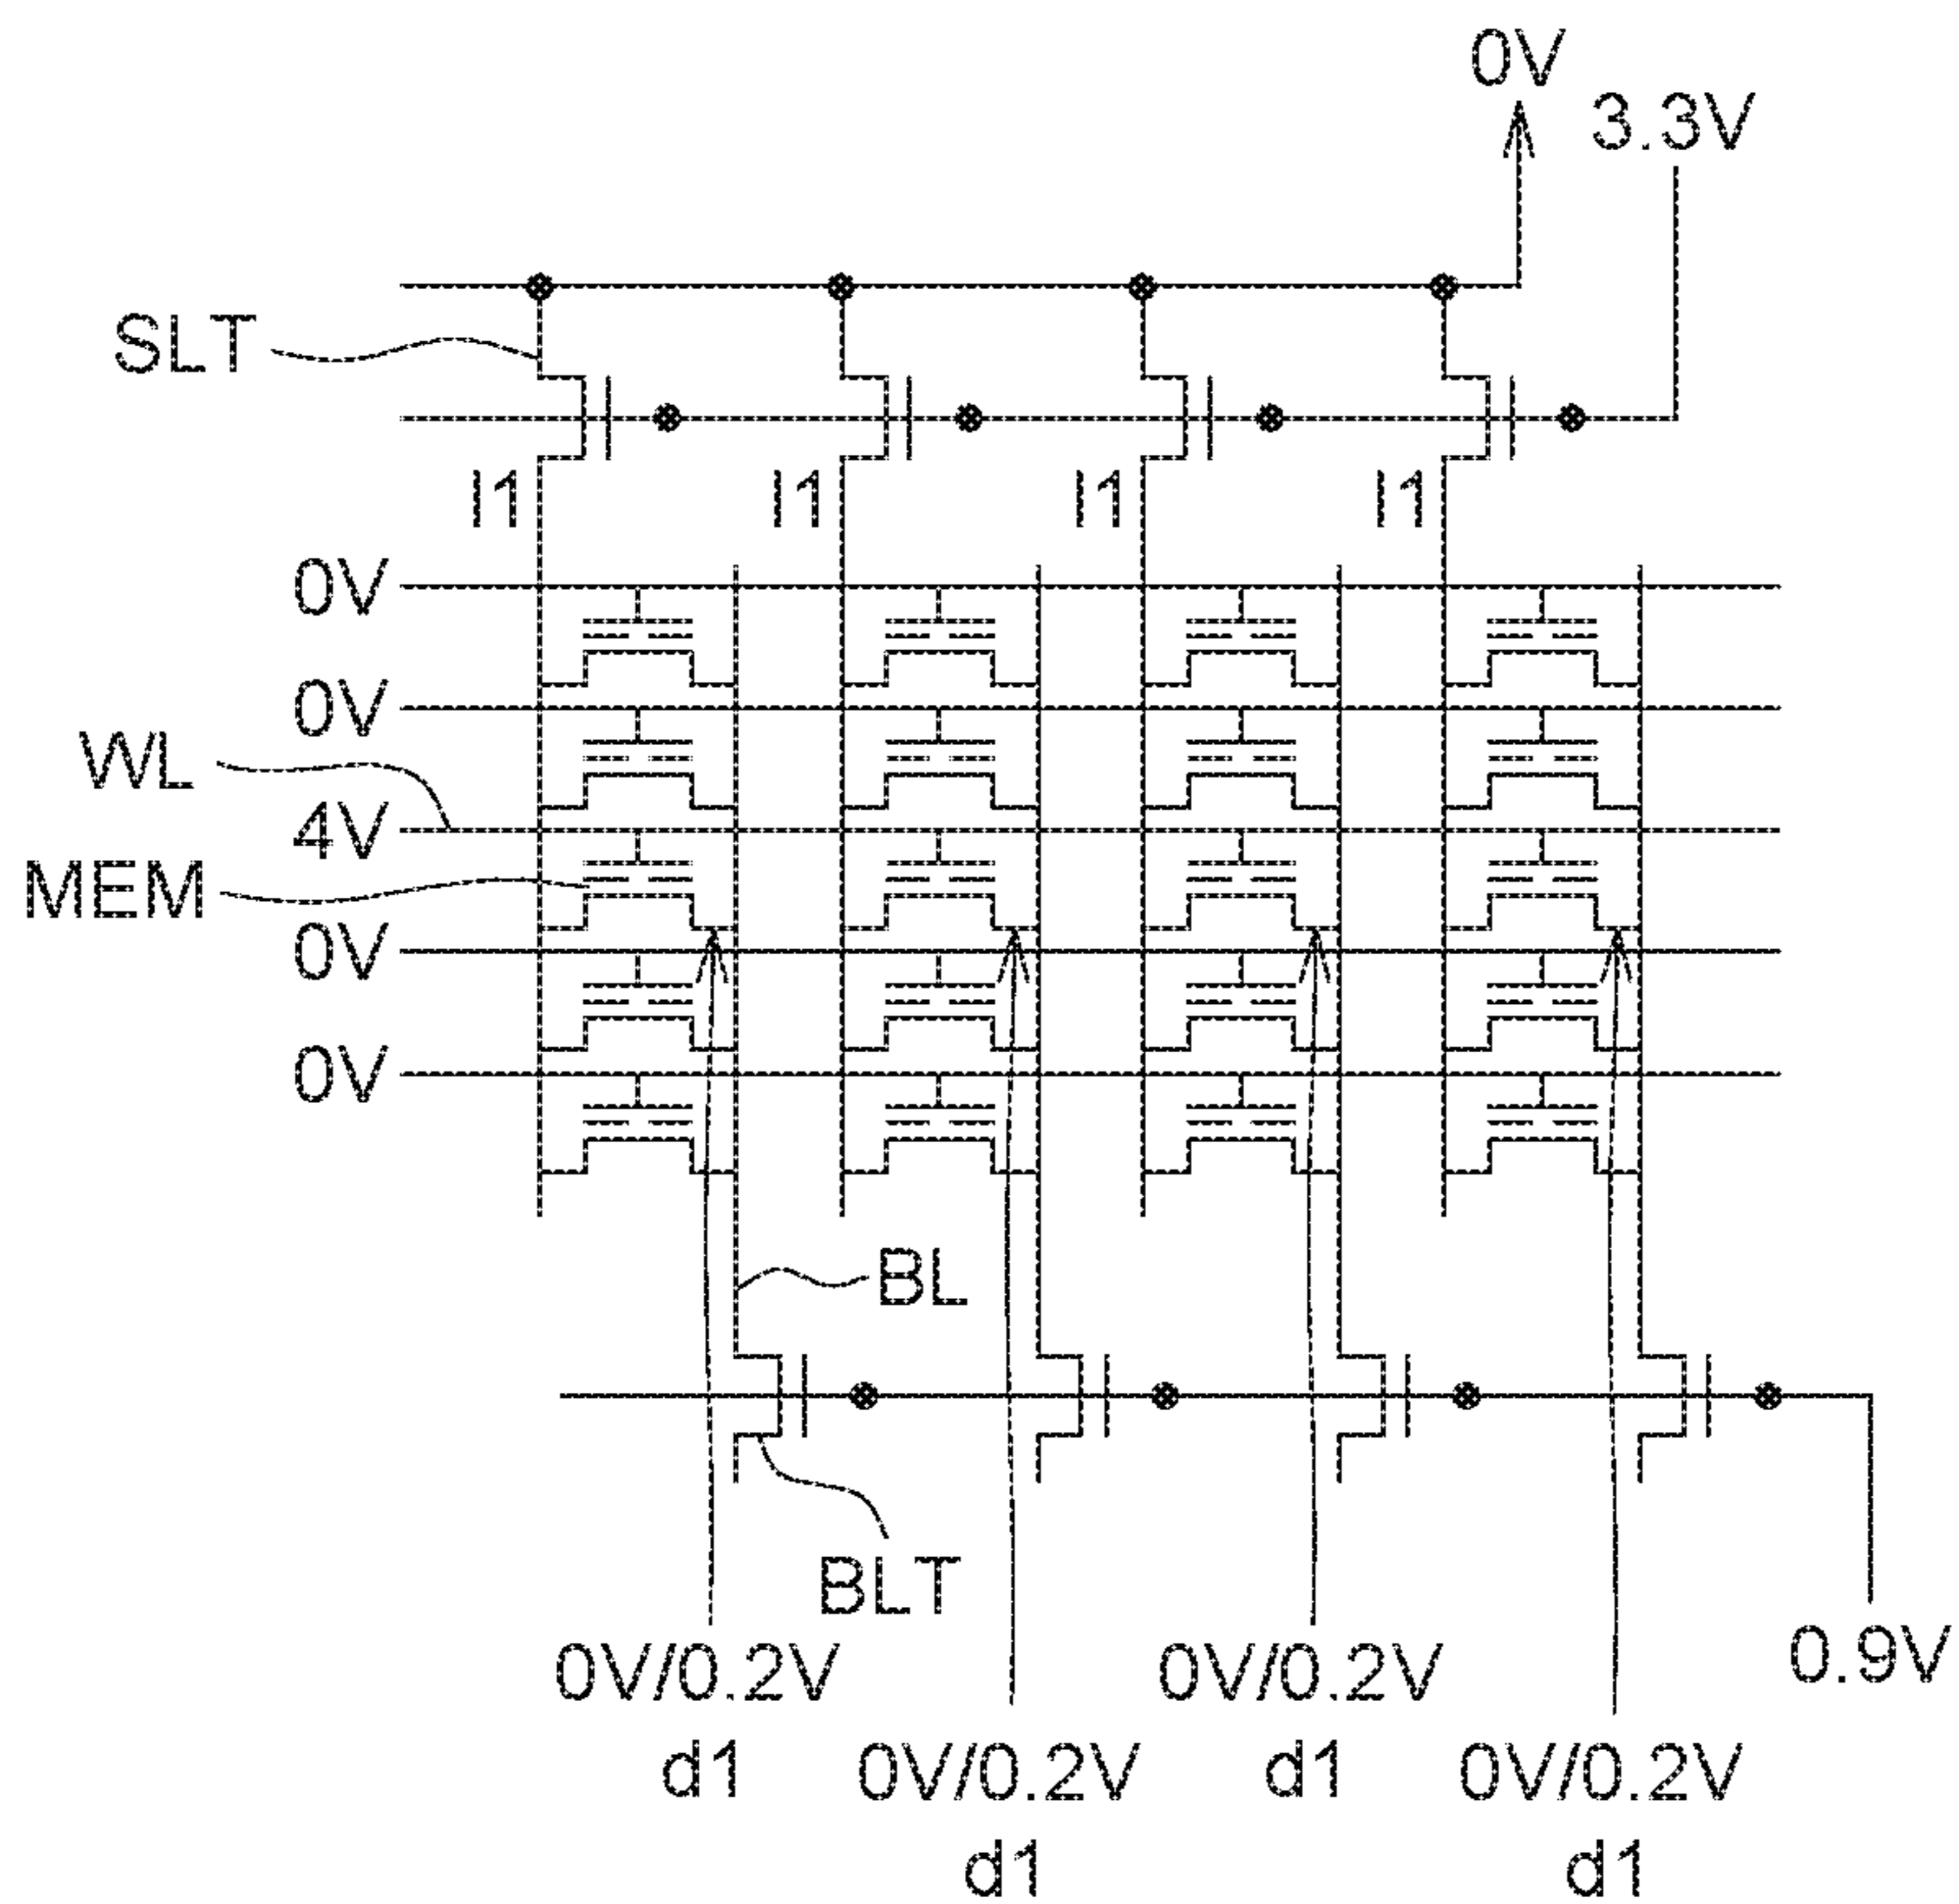 0V
3.3V
SLT
I1 I1 I1 I1
0V
0V
WL
4V
MEM
0V
0V
BL
BLT
0V/0.2V 0V/0.2V 0.9V
d1 0V/0.2V d1 0V/0.2V
d1 d1